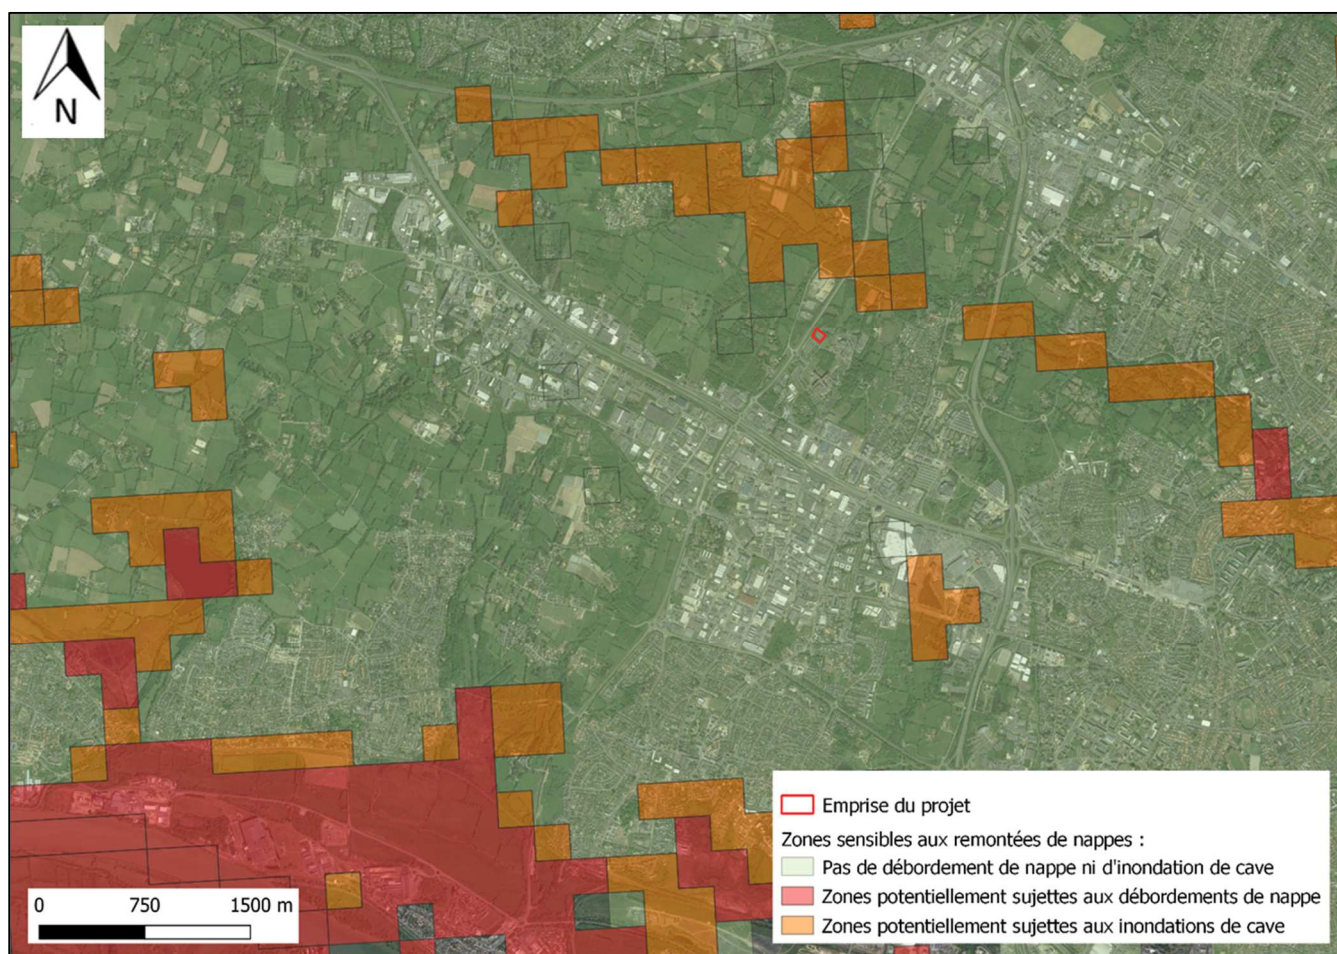 N
Emprise du projet
Zones sensibles aux remontées de nappes :
Pas de débordement de nappe ni d'inondation de cave
Zones potentiellement sujettes aux débordements de nappe
Zones potentiellement sujettes aux inondations de cave
0 750 1500 m